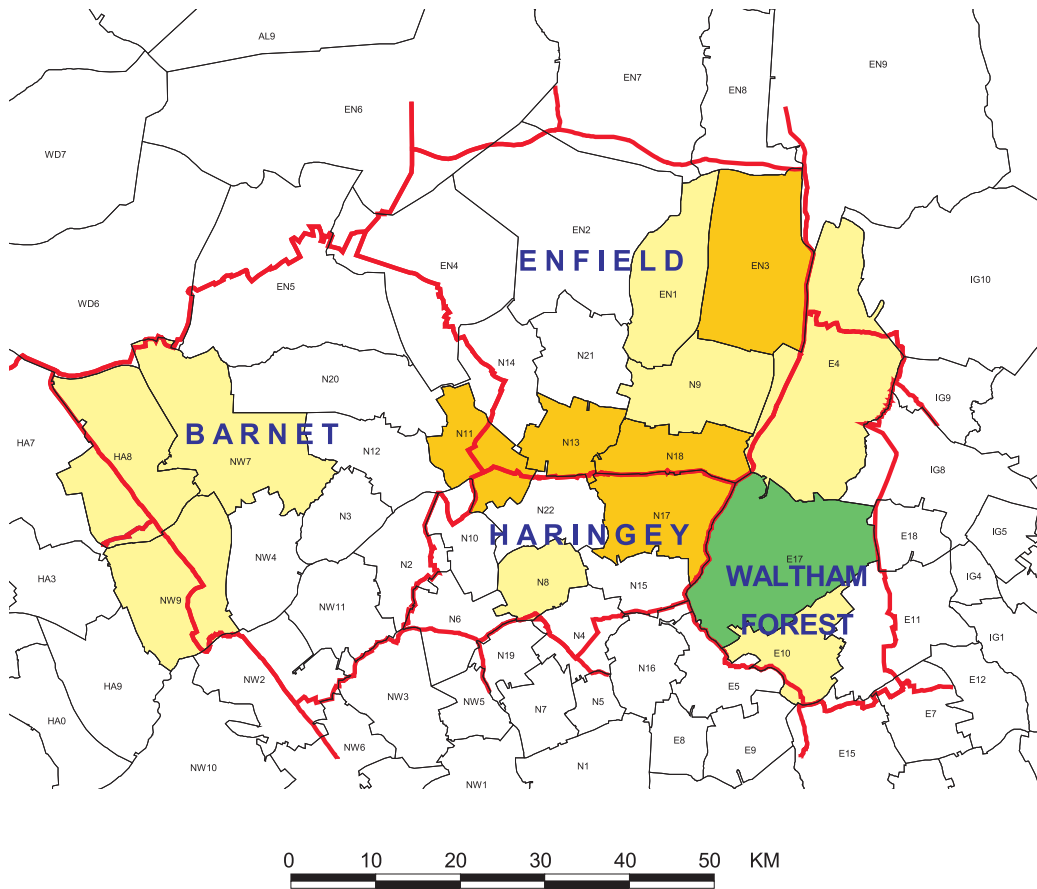 AL9
EN7
EN9
EN8
EN6
WD7
EN2
ENFIELD
EN3
EN4
EN5
EN1
IG10
WD6
N14
N21
E4
N20
N9
IG9
BARNET
HA7
HA8
NW7
N12
N11
N13
N18
IG8
N3
N22
N17
HARINGEY
N10
E18
IG5
NW4
E17
HA3
N2
WALTHAM
IG4
NW9
NW11
N8
N15
N6
FOREST
E11
IG1
N4
N19
E10
N16
NW2
E12
HA9
NW3
NW5
N7
N5
E5
E7
HA0
NW6
E8
E9
E15
NW10
N1
NW1
0 10 20 30 40 50 KM